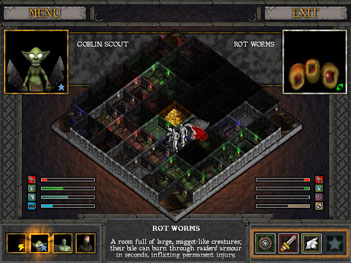 MENU
EXIT
GOBLIN SCOUT
ROT WORMS
ROT WORMS
A room full of large, maggot-like creatures;
their bile can burn through raiders' armour
in seconds, inflicting permanent injury.